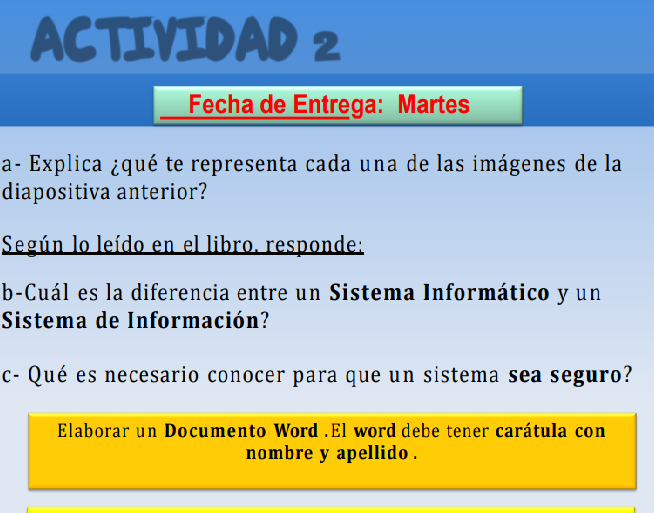 ACTIVIDAD 2
Fecha de Entrega: Martes
a- Explica ¿qué te representa cada una de las imágenes de la
diapositiva anterior?
Según lo leído en el libro, responde:
b-Cuál es la diferencia entre un Sistema Informático y un
Sistema de Información?
c- Qué es necesario conocer para que un sistema sea seguro?
Elaborar un Documento Word .El word debe tener carátula con
nombre y apellido .